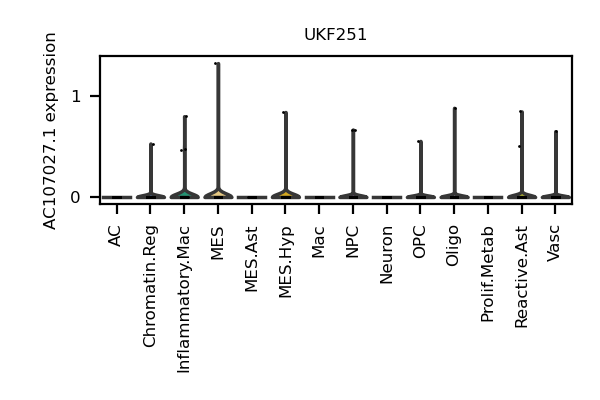 UKF251
AC107027.1 expression
1
0
AC
Chromatin.Reg
Inflammatory.Mac
MES
MES.Ast
MES.Hyp
Mac
NPC
Neuron
OPC
Oligo
Prolif.Metab
Reactive.Ast
Vasc